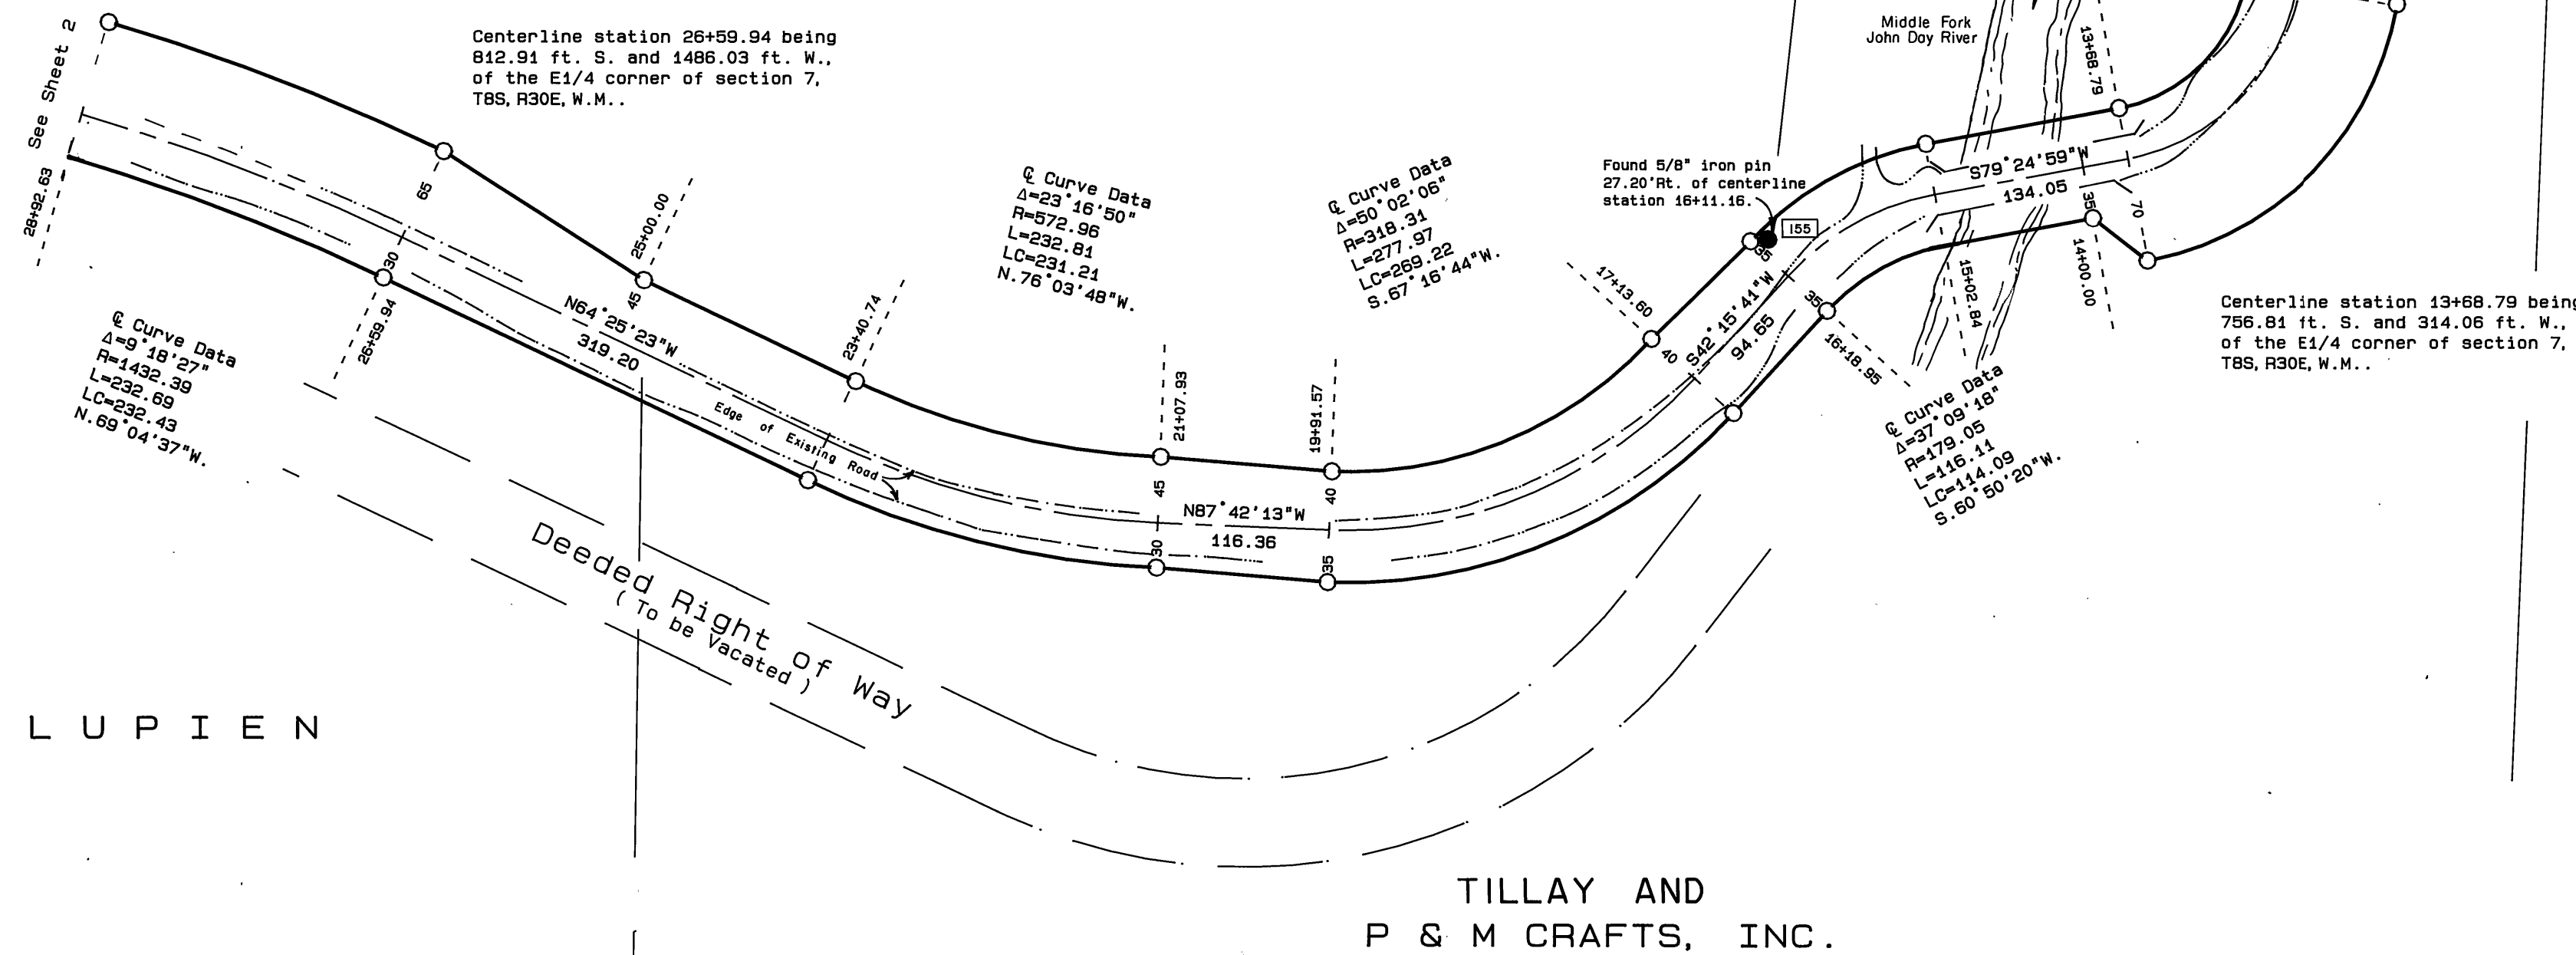 See Sheet 2
28+92.63
Centerline station 26+59.94 being
812.91 ft. S. and 1486.03 ft. W.,
of the E1/4 corner of section 7,
T8S, R30E, W.M..
65
30
26+59.94
℄ Curve Data
Δ=9°18'27"
R=1432.39
L=232.69
LC=232.43
N.69°04'37"W.
25+00.00
45
N64°25'23"W
319.20
23+40.74
Edge of Existing Road
℄ Curve Data
Δ=23°16'50"
R=572.96
L=232.81
LC=231.21
N.76°03'48"W.
21+07.93
45
30
19+91.57
40
35
N87°42'13"W
116.36
℄ Curve Data
Δ=50°02'06"
R=318.31
L=277.97
LC=269.22
S.67°16'44"W.
17+13.60
40
S42°15'41"W
94.65
Found 5/8" iron pin
27.20'Rt. of centerline
station 16+11.16.
155
35
35
16+18.95
Middle Fork
John Day River
13+68.79
S79°24'59"W
134.05
35
70
14+00.00
15+02.84
℄ Curve Data
Δ=37°09'18"
R=179.05
L=116.11
LC=114.09
S.60°50'20"W.
Centerline station 13+68.79 being
756.81 ft. S. and 314.06 ft. W.,
of the E1/4 corner of section 7,
T8S, R30E, W.M..
Deeded Right of Way
( To be Vacated )
LUPIEN
TILLAY AND
P & M CRAFTS, INC.